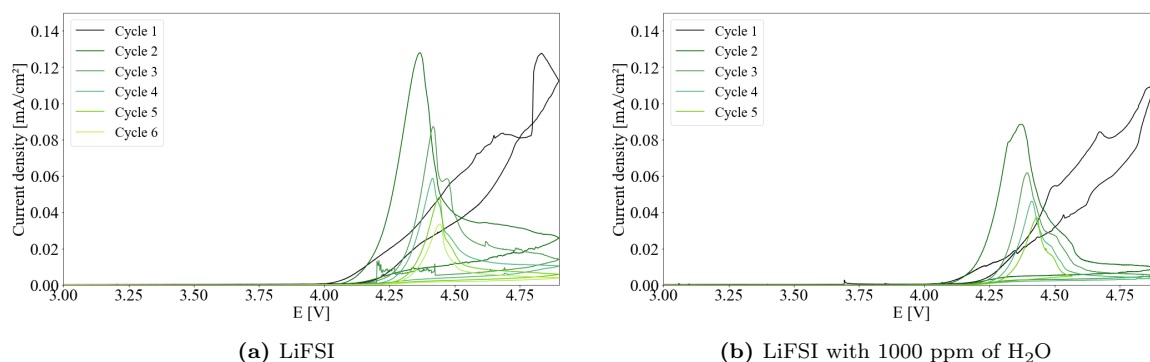 0.14
0.12
0.10
0.08
0.06
0.04
0.02
0.00
Current density [mA/cm²]
Cycle 1
Cycle 2
Cycle 3
Cycle 4
Cycle 5
Cycle 6
3.00 3.25 3.50 3.75 4.00 4.25 4.50 4.75
E [V]
(a) LiFSI
0.14
0.12
0.10
0.08
0.06
0.04
0.02
0.00
Current density [mA/cm²]
Cycle 1
Cycle 2
Cycle 3
Cycle 4
Cycle 5
3.00 3.25 3.50 3.75 4.00 4.25 4.50 4.75
E [V]
(b) LiFSI with 1000 ppm of H₂O